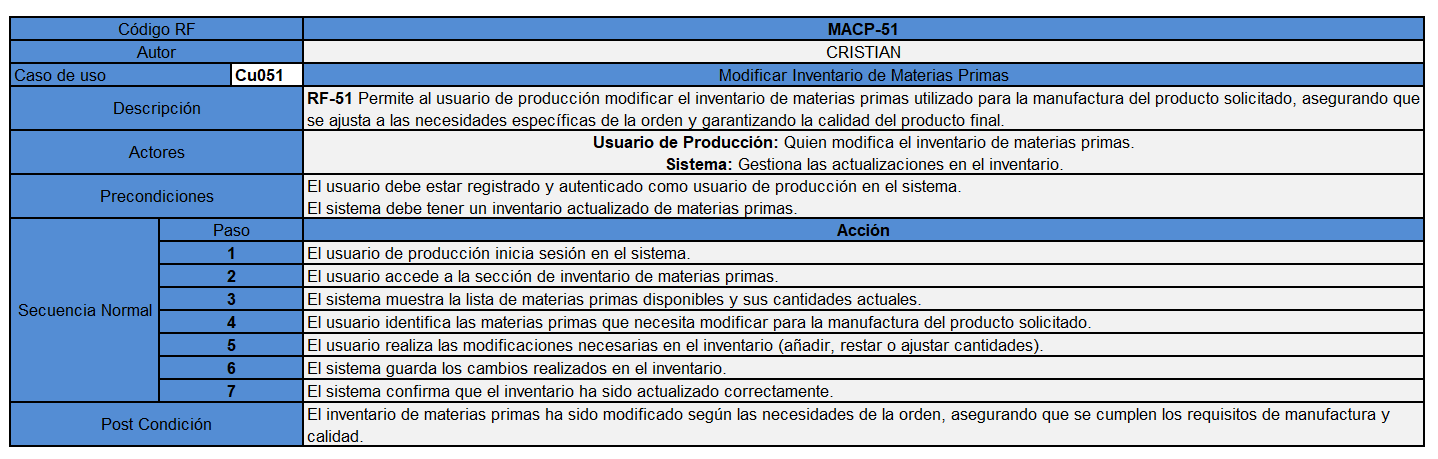 Código RF MACP-51
Autor CRISTIAN
Caso de uso Cu051 Modificar Inventario de Materias Primas
Descripción
RF-51 Permite al usuario de producción modificar el inventario de materias primas utilizado para la manufactura del producto solicitado, asegurando que
se ajusta a las necesidades específicas de la orden y garantizando la calidad del producto final.
Actores
Usuario de Producción: Quien modifica el inventario de materias primas.
Sistema: Gestiona las actualizaciones en el inventario.
Precondiciones
El usuario debe estar registrado y autenticado como usuario de producción en el sistema.
El sistema debe tener un inventario actualizado de materias primas.
Secuencia Normal
Paso Acción
1 El usuario de producción inicia sesión en el sistema.
2 El usuario accede a la sección de inventario de materias primas.
3 El sistema muestra la lista de materias primas disponibles y sus cantidades actuales.
4 El usuario identifica las materias primas que necesita modificar para la manufactura del producto solicitado.
5 El usuario realiza las modificaciones necesarias en el inventario (añadir, restar o ajustar cantidades).
6 El sistema guarda los cambios realizados en el inventario.
7 El sistema confirma que el inventario ha sido actualizado correctamente.
Post Condición
El inventario de materias primas ha sido modificado según las necesidades de la orden, asegurando que se cumplen los requisitos de manufactura y
calidad.